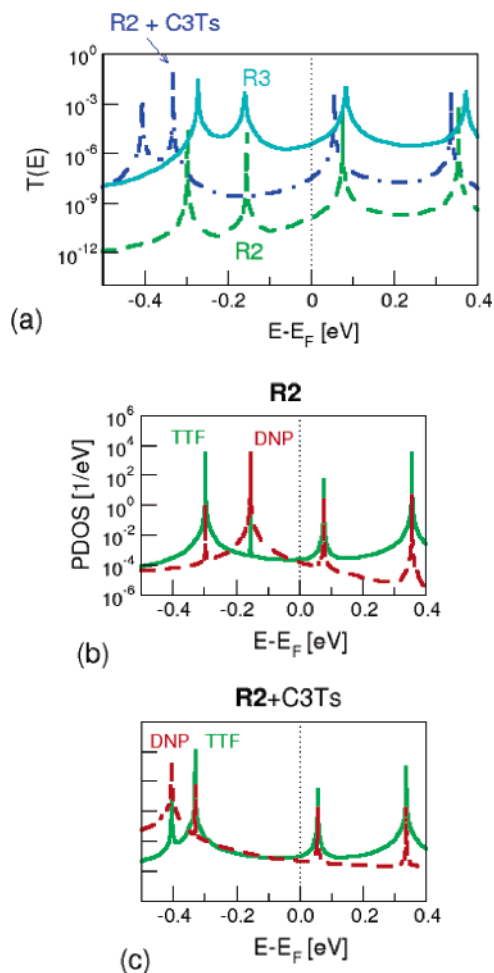 R2 + C3Ts
10^0
R3
10^-3
T(E)
10^-6
10^-9
R2
10^-12
-0.4 -0.2 0 0.2 0.4
(a)
E-E_F [eV]
R2
10^6
TTF DNP
10^4
10^2
PDOS [1/eV]
10^0
10^-2
10^-4
10^-6
-0.4 -0.2 0.0 0.2 0.4
E-E_F [eV]
(b)
R2+C3Ts
DNP TTF
-0.4 -0.2 0.0 0.2 0.4
E-E_F [eV]
(c)